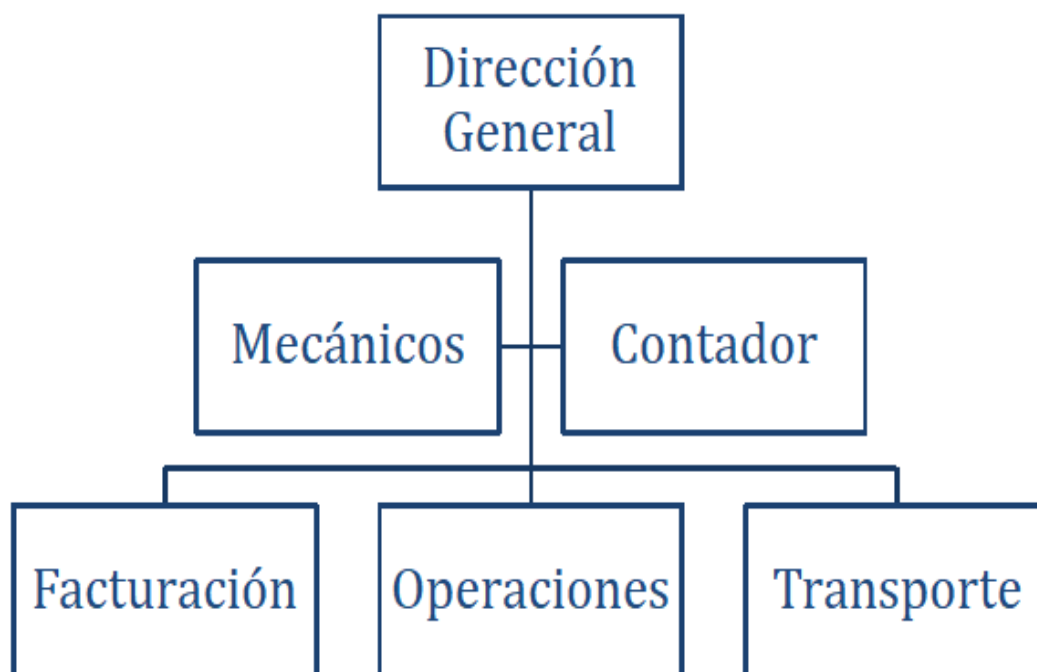 Dirección
General
Mecánicos
Contador
Facturación
Operaciones
Transporte